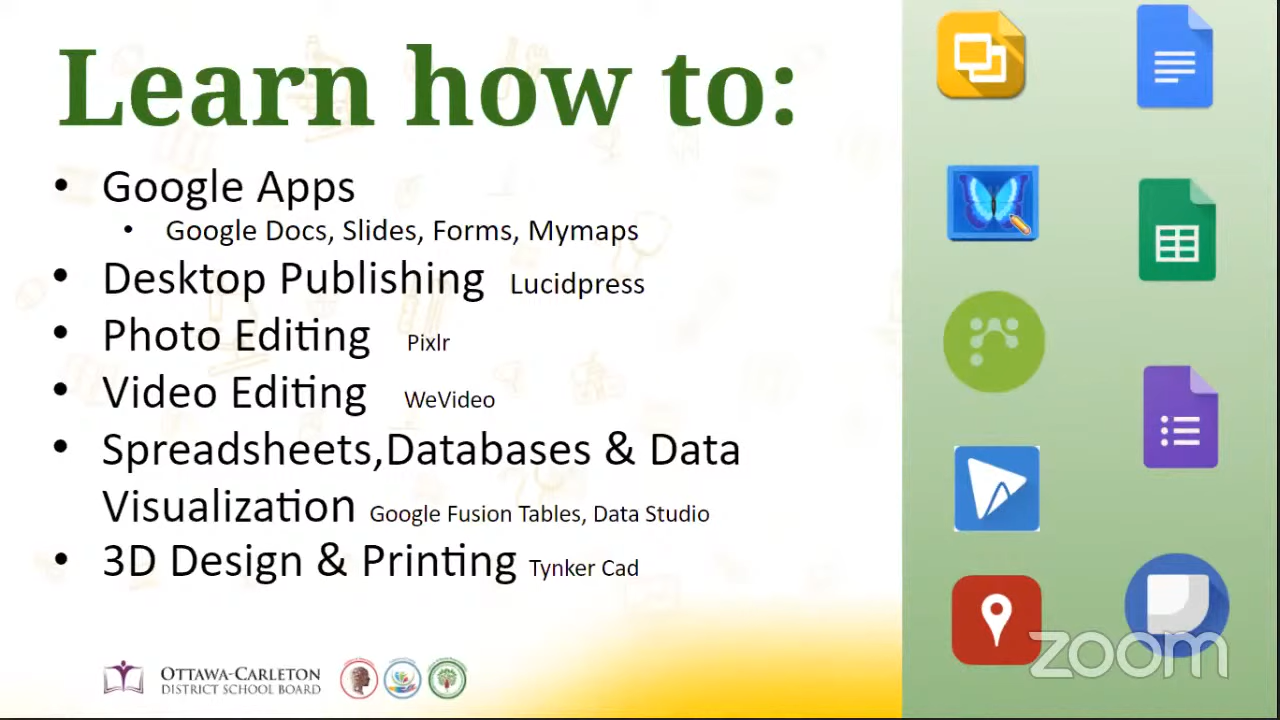 Learn how to:
• Google Apps
• Google Docs, Slides, Forms, Mymaps
• Desktop Publishing Lucidpress
• Photo Editing Pixlr
• Video Editing WeVideo
• Spreadsheets,Databases & Data
Visualization Google Fusion Tables, Data Studio
• 3D Design & Printing Tynker Cad
OTTAWA-CARLETON
DISTRICT SCHOOL BOARD
zoom